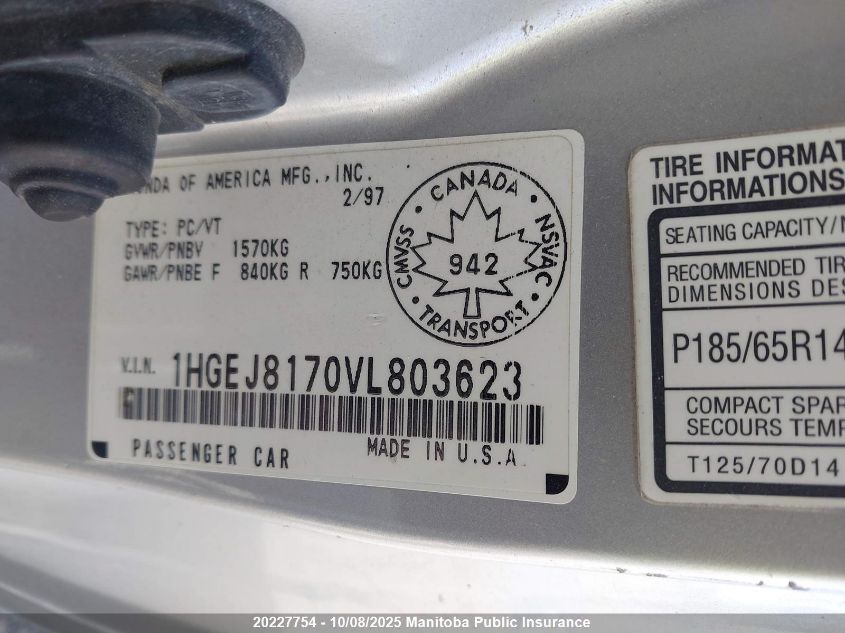 NDA OF AMERICA MFG.,INC.
2/97
TYPE: PC/VT
GVWR/PNBV 1570KG
GAWR/PNBE F 840KG R 750KG
CANADA
CMVSS 942 NSVAC
TRANSPORT
V.I.N. 1HGEJ8170VL803623
PASSENGER CAR MADE IN U.S.A
TIRE INFORMAT
INFORMATIONS
SEATING CAPACITY/N
RECOMMENDED TIR
DIMENSIONS DES
P185/65R14
COMPACT SPAR
SECOURS TEMP
T125/70D14
20227754 - 10/08/2025 Manitoba Public Insurance